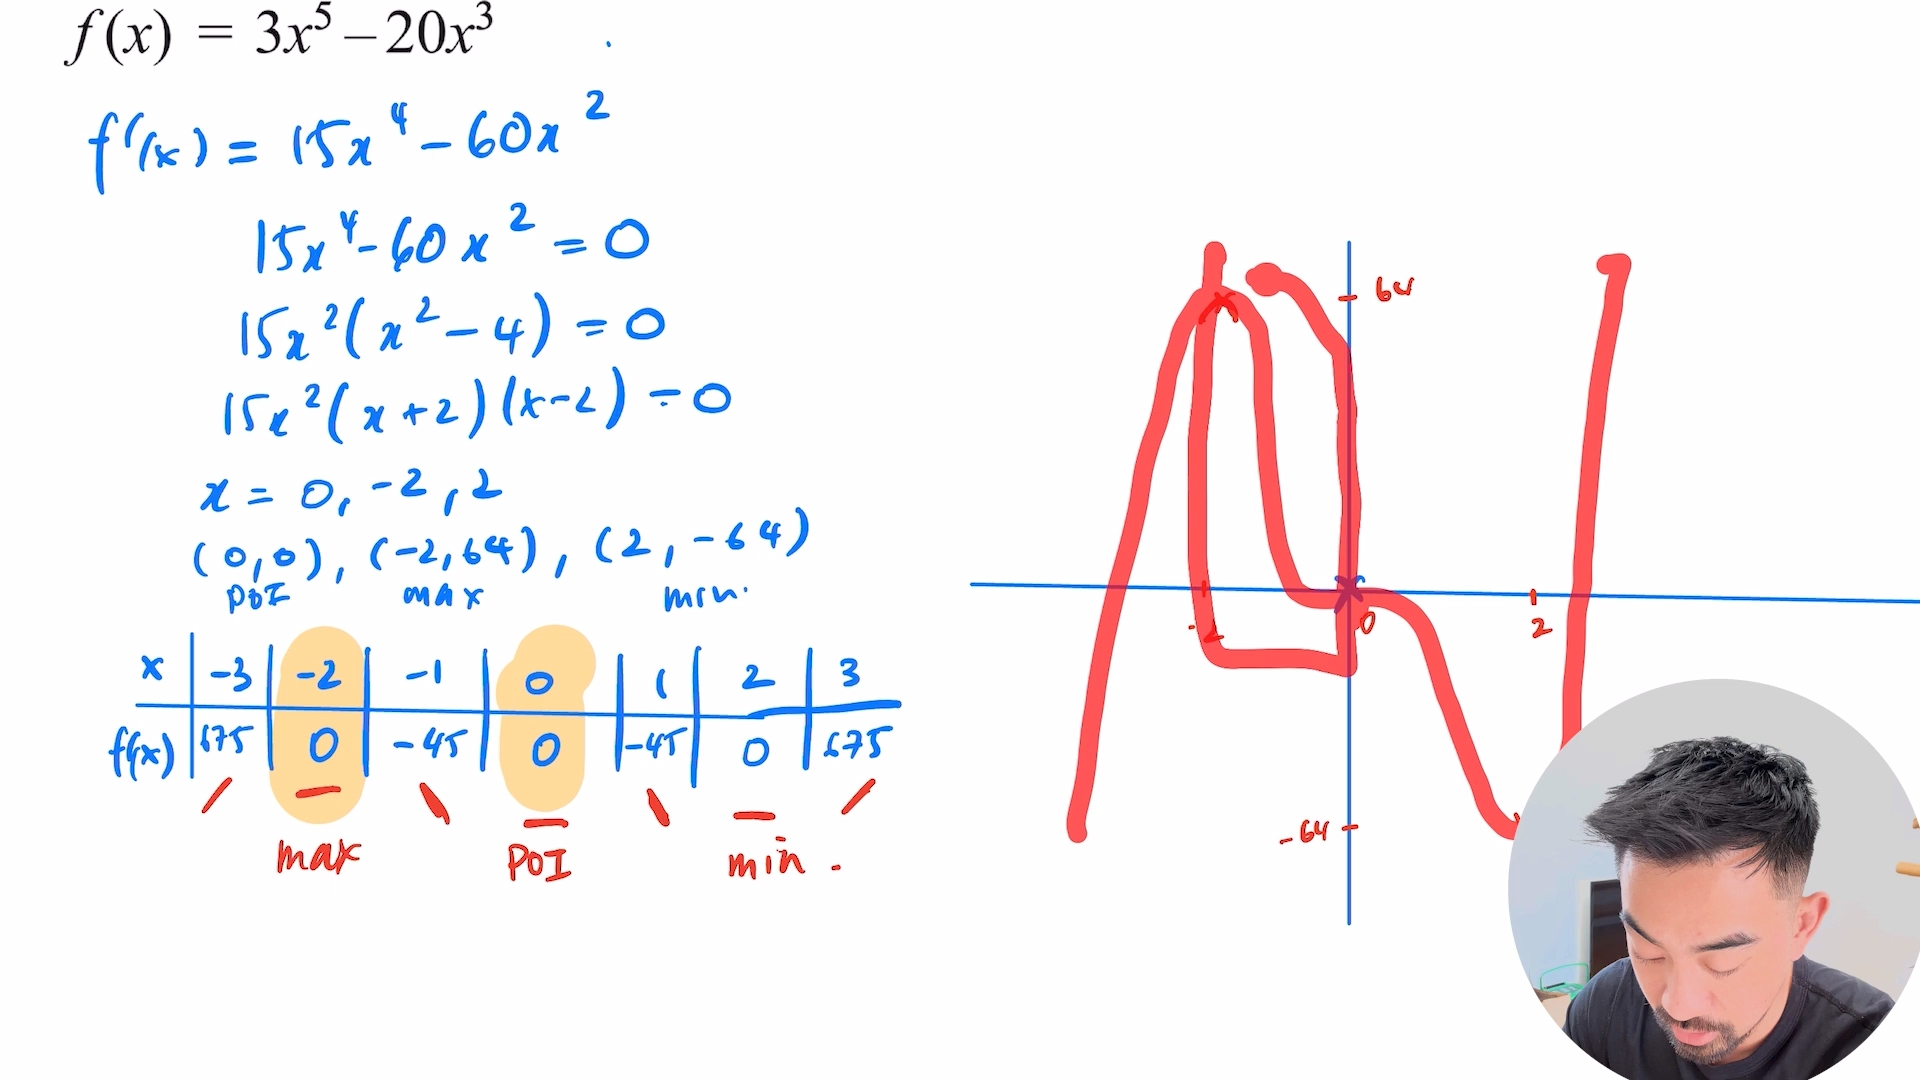 f(x) = 3x⁵ – 20x³
f'(x) = 15x⁴ – 60x²
15x⁴ – 60x² = 0
15x²(x² – 4) = 0
15x²(x+2)(x–2) = 0
x = 0, –2, 2
(0,0), (–2,64), (2,–64)
POI max min.
x –3 –2 –1 0 1 2 3
f'(x) 675 0 –45 0 –45 0 675
max POI min.
64
–2 0 2
–64